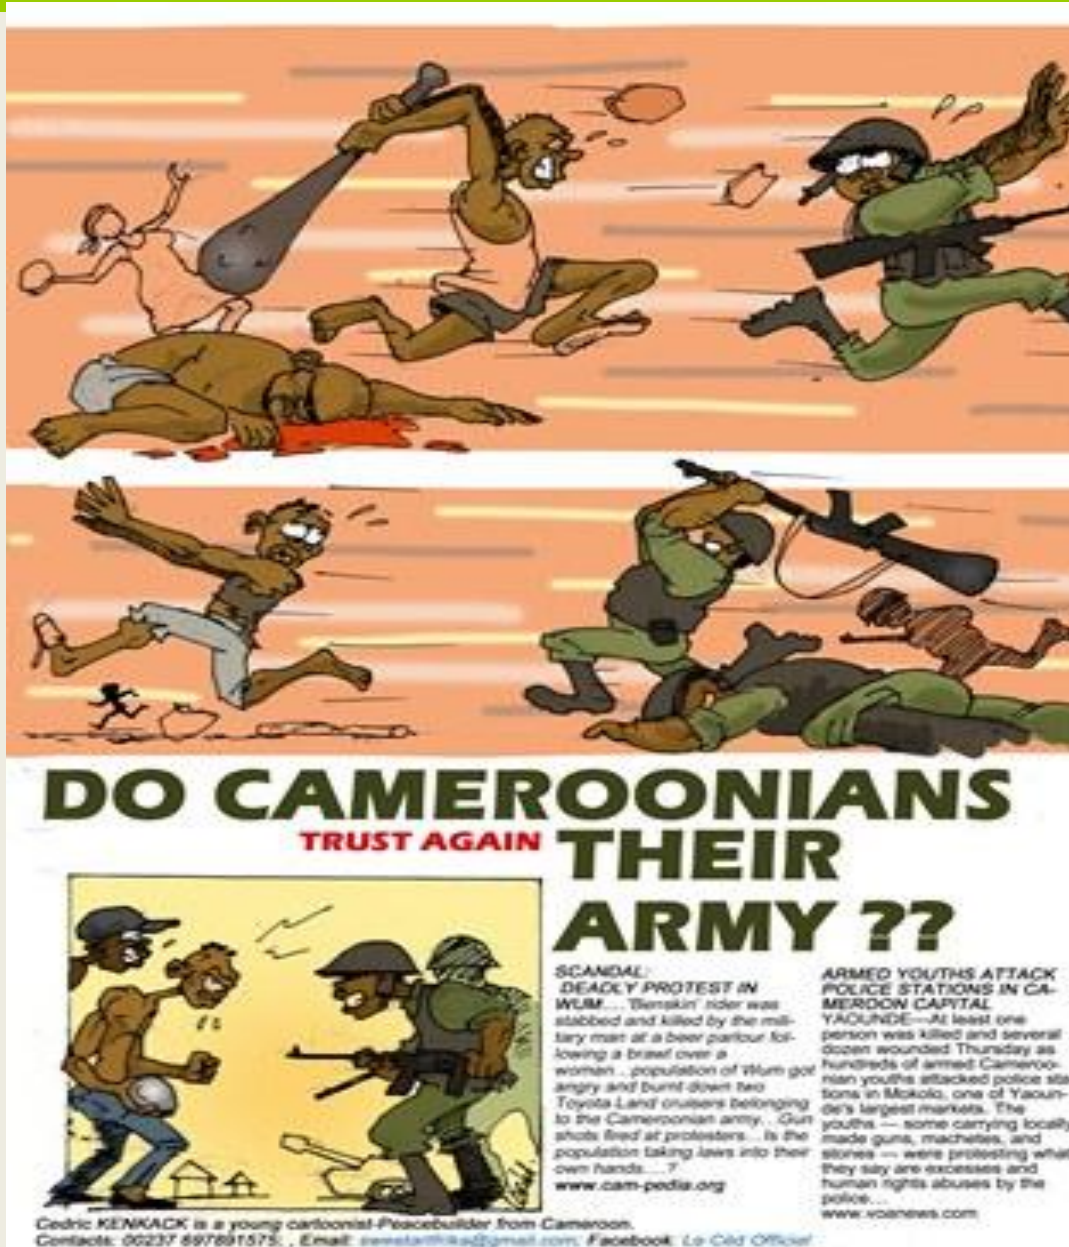 DO CAMEROONIANS
TRUST AGAIN THEIR
ARMY ??
SCANDAL:
DEADLY PROTEST IN
WUM.... "Benskin' rider was
stabbed and killed by the mili-
tary man at a beer parlour fol-
lowing a brawl over a
woman... population of Wum got
angry and burnt down two
Toyota Land cruisers belonging
to the Cameroonian army... Gun
shots fired at protesters... Is the
population taking laws into their
own hands....?
www.cam-pedia.org
ARMED YOUTHS ATTACK
POLICE STATIONS IN CA-
MEROON CAPITAL
YAOUNDE—At least one
person was killed and several
dozen wounded Thursday as
hundreds of armed Cameroo-
nian youths attacked police sta-
tions in Mokolo, one of Yaoun-
de's largest markets. The
youths — some carrying locally
made guns, machetes, and
stones — were protesting what
they say are excesses and
human rights abuses by the
police...
www.voanews.com
Cedric KENKACK is a young cartoonist-Peacebuilder from Cameroon.
Contacts: 00237 697891575, , Email: Facebook: Le Céd Officiel